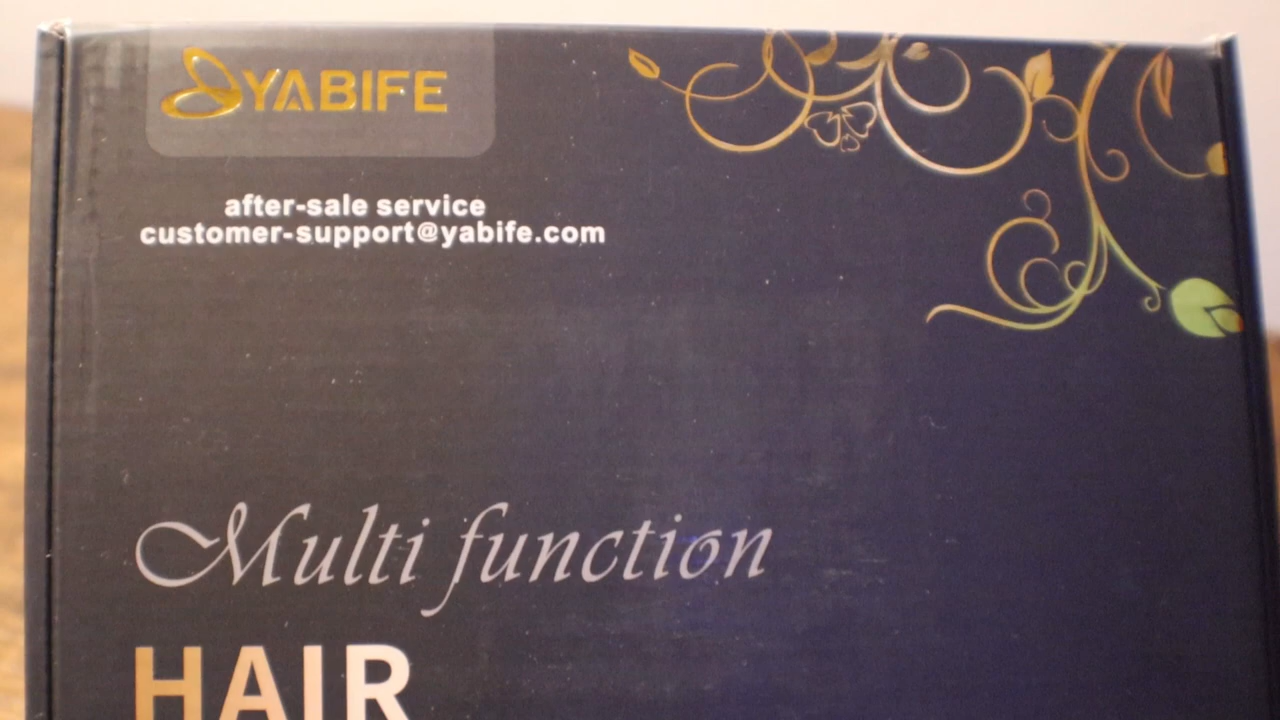 YABIFE
after-sale service
customer-support@yabife.com
Multi function
HAIR